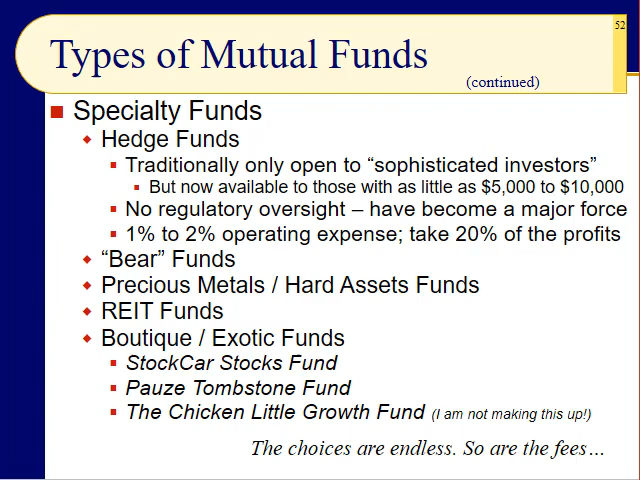 52
Types of Mutual Funds
(continued)
Specialty Funds
Hedge Funds
Traditionally only open to “sophisticated investors”
But now available to those with as little as $5,000 to $10,000
No regulatory oversight – have become a major force
1% to 2% operating expense; take 20% of the profits
“Bear” Funds
Precious Metals / Hard Assets Funds
REIT Funds
Boutique / Exotic Funds
StockCar Stocks Fund
Pauze Tombstone Fund
The Chicken Little Growth Fund (I am not making this up!)
The choices are endless. So are the fees…